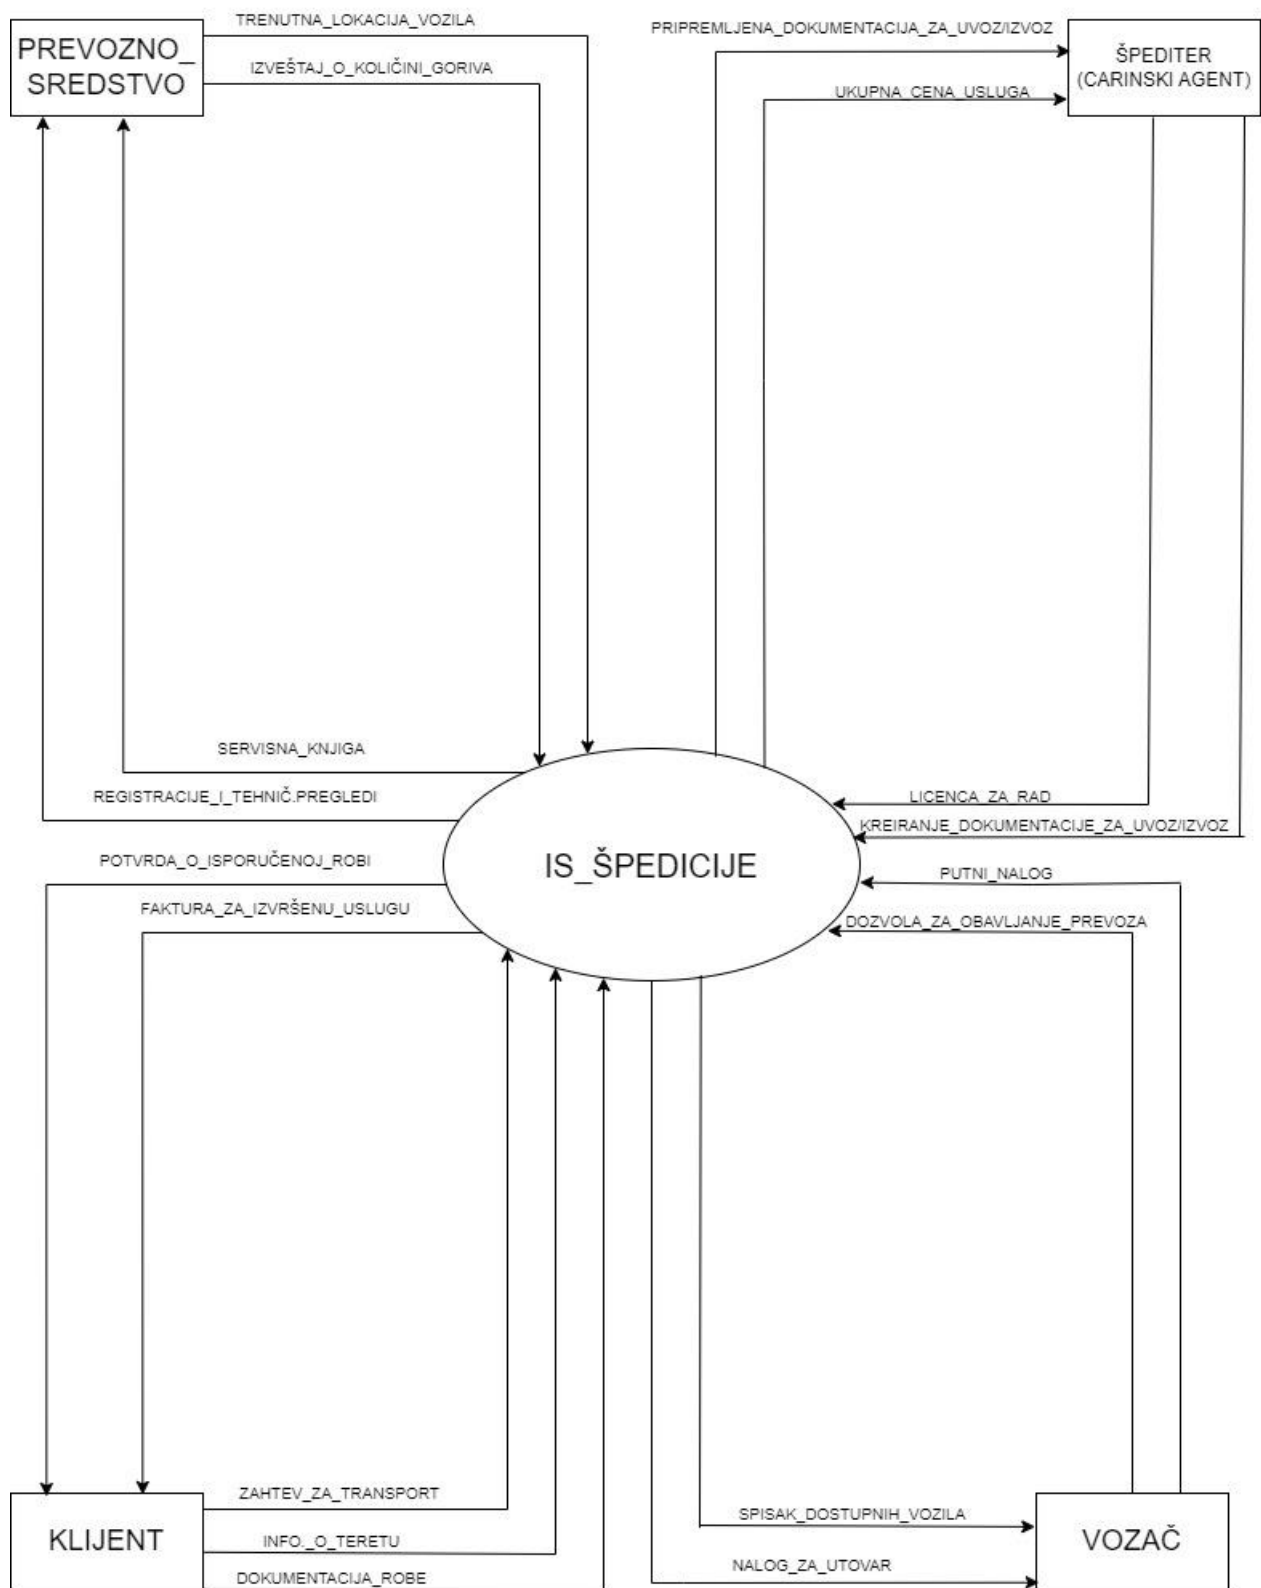 TRENUTNA_LOKACIJA_VOZILA
PRIPREMLJENA_DOKUMENTACIJA_ZA_UVOZ/IZVOZ
PREVOZNO_
SREDSTVO
IZVEŠTAJ_O_KOLIČINI_GORIVA
ŠPEDITER
(CARINSKI AGENT)
UKUPNA_CENA_USLUGA
SERVISNA_KNJIGA
REGISTRACIJE_I_TEHNIČ.PREGLEDI
LICENCA_ZA_RAD
KREIRANJE_DOKUMENTACIJE_ZA_UVOZ/IZVOZ
POTVRDA_O_ISPORUČENOJ_ROBI
IS_ŠPEDICIJE
PUTNI_NALOG
FAKTURA_ZA_IZVRŠENU_USLUGU
DOZVOLA_ZA_OBAVLJANJE_PREVOZA
ZAHTEV_ZA_TRANSPORT
SPISAK_DOSTUPNIH_VOZILA
KLIJENT
INFO._O_TERETU
VOZAČ
NALOG_ZA_UTOVAR
DOKUMENTACIJA_ROBE